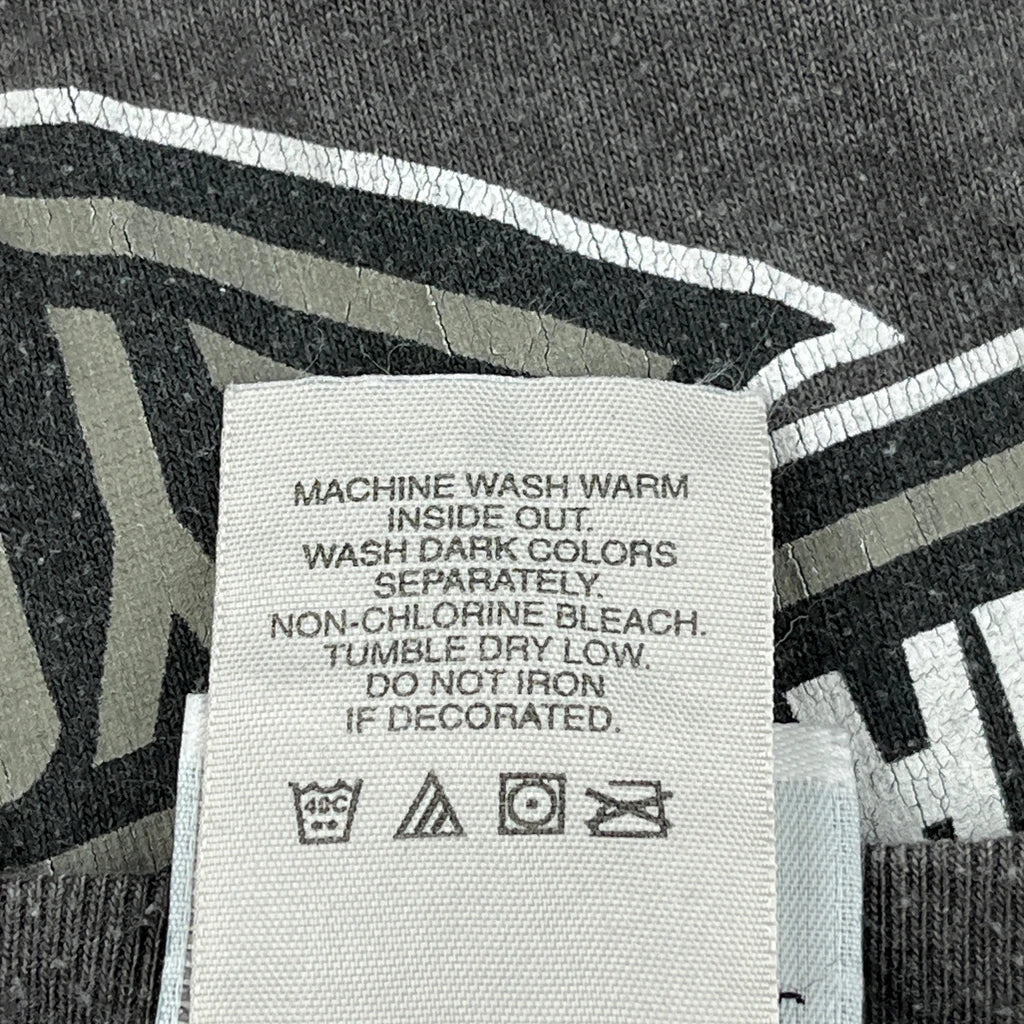 MACHINE WASH WARM
INSIDE OUT.
WASH DARK COLORS
SEPARATELY.
NON-CHLORINE BLEACH.
TUMBLE DRY LOW.
DO NOT IRON
IF DECORATED.
40C